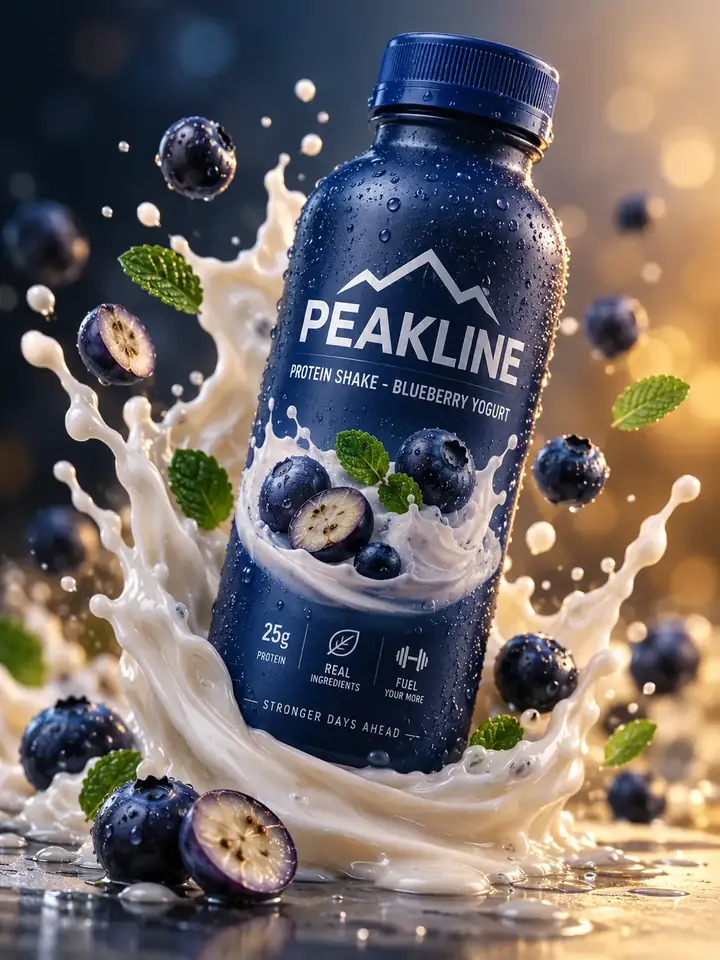 PEAKLINE
PROTEIN SHAKE - BLUEBERRY YOGURT
25g
PROTEIN
REAL
INGREDIENTS
FUEL
YOUR MORE
STRONGER DAYS AHEAD